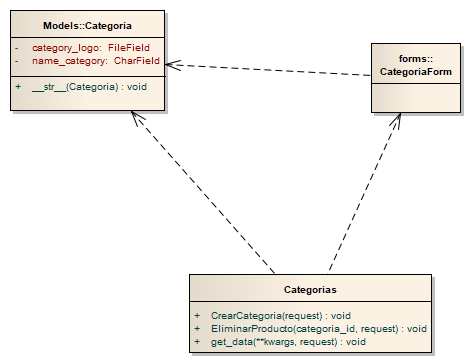 Models::Categoria
- category_logo: FileField
- name_category: CharField
+ __str__(Categoria) : void
forms::
CategoriaForm
Categorias
+ CrearCategoria(request) : void
+ EliminarProducto(categoria_id, request) : void
+ get_data(**kwargs, request) : void